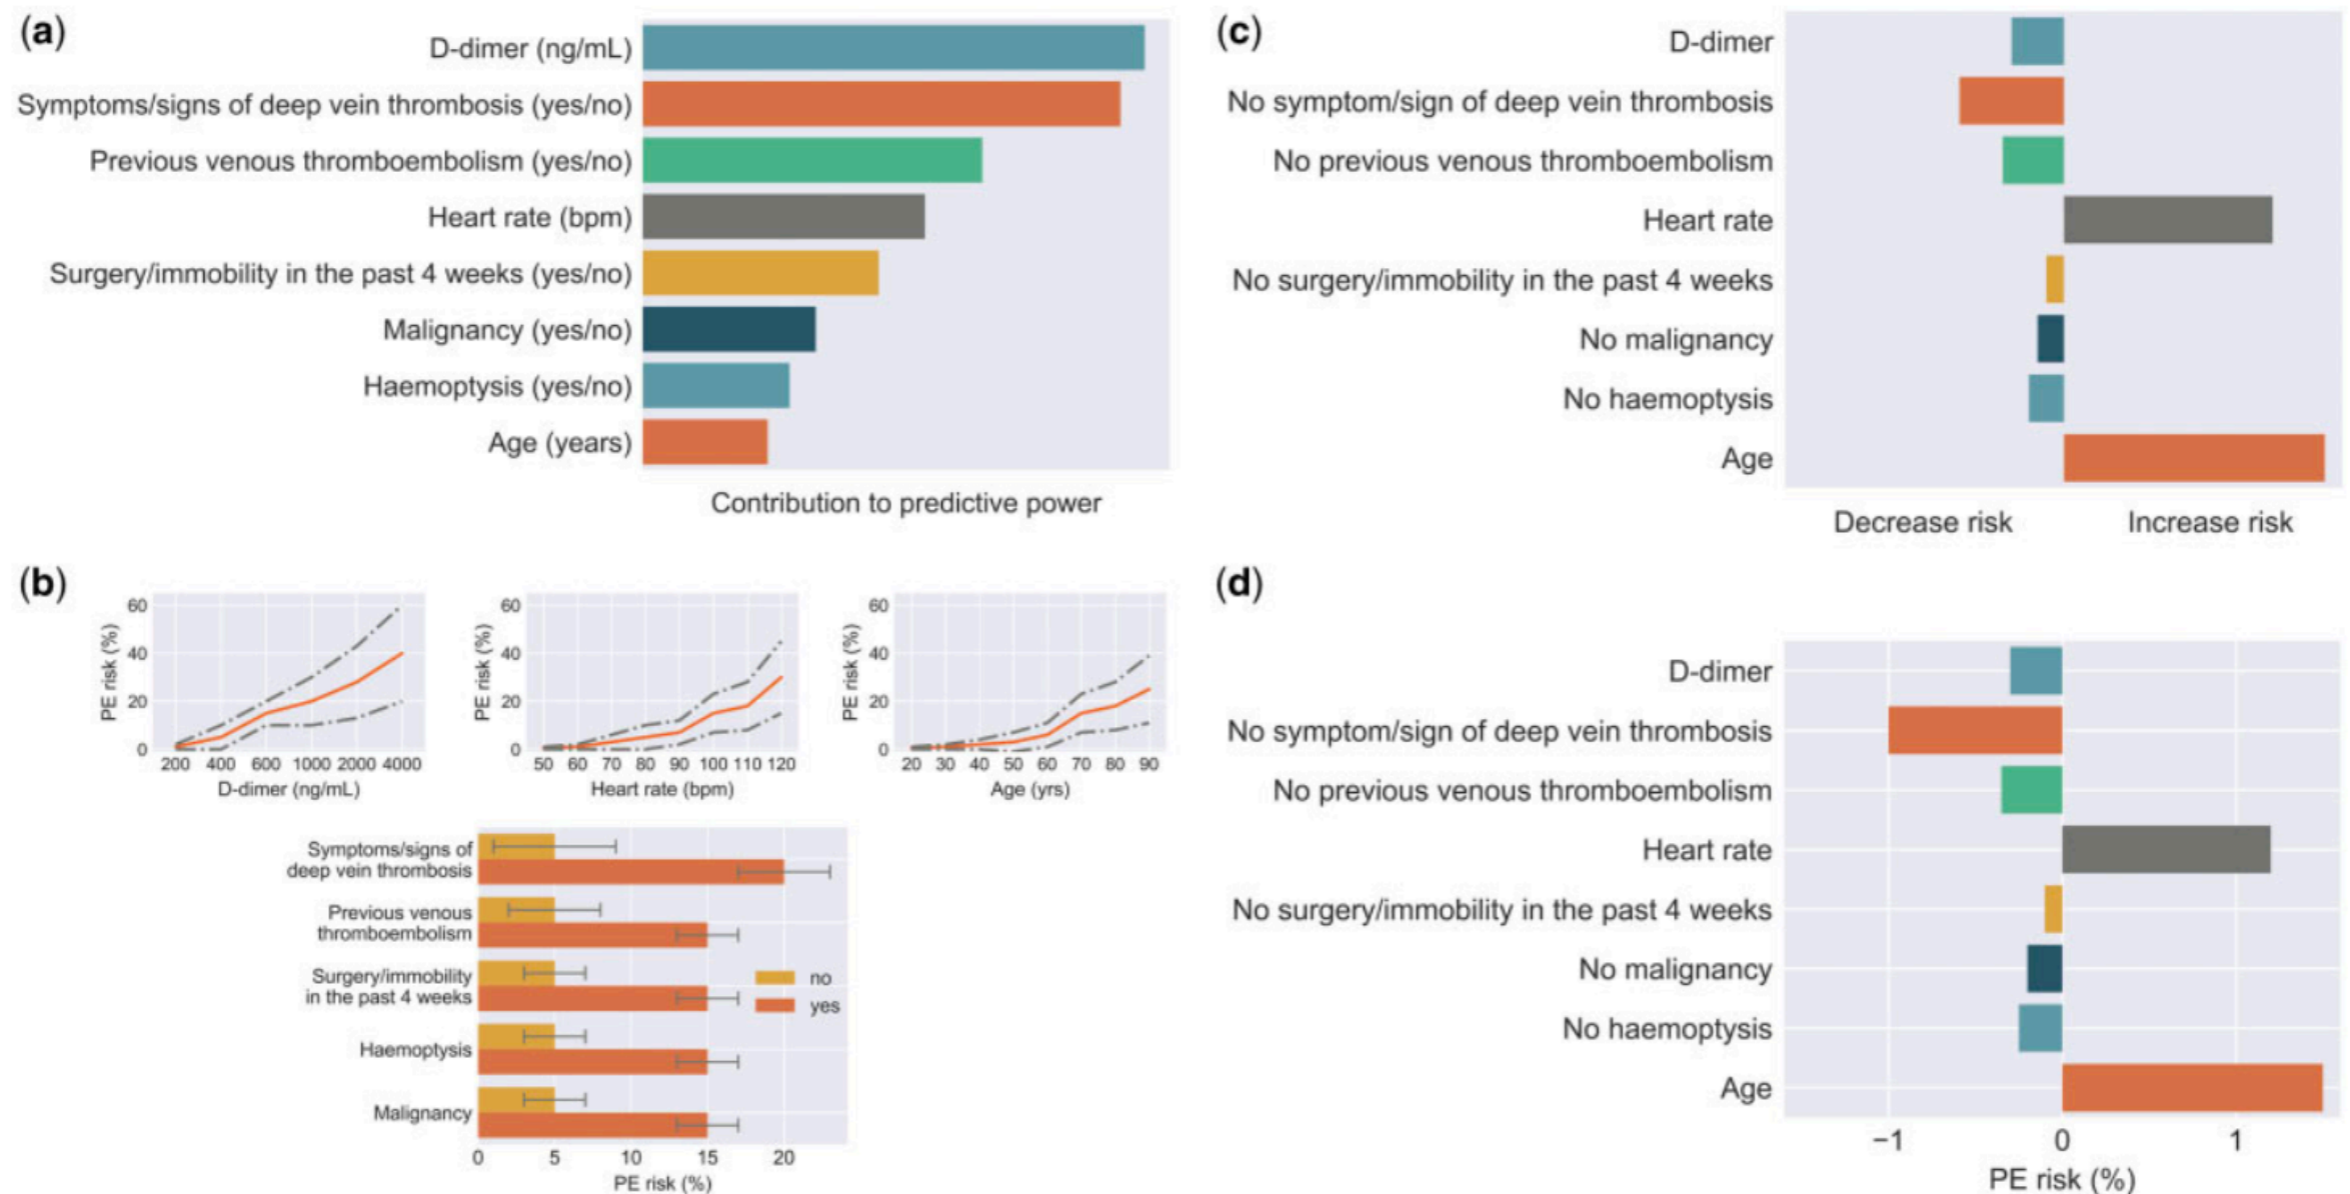 (a)
D-dimer (ng/mL)
Symptoms/signs of deep vein thrombosis (yes/no)
Previous venous thromboembolism (yes/no)
Heart rate (bpm)
Surgery/immobility in the past 4 weeks (yes/no)
Malignancy (yes/no)
Haemoptysis (yes/no)
Age (years)
Contribution to predictive power
(b)
PE risk (%)
60
40
20
0
200 400 600 1000 2000 4000
D-dimer (ng/mL)
PE risk (%)
60
40
20
0
50 60 70 80 90 100 110 120
Heart rate (bpm)
PE risk (%)
60
40
20
0
20 30 40 50 60 70 80 90
Age (yrs)
Symptoms/signs of
deep vein thrombosis
Previous venous
thromboembolism
Surgery/immobility
in the past 4 weeks
Haemoptysis
Malignancy
no
yes
0 5 10 15 20
PE risk (%)
(c)
D-dimer
No symptom/sign of deep vein thrombosis
No previous venous thromboembolism
Heart rate
No surgery/immobility in the past 4 weeks
No malignancy
No haemoptysis
Age
Decrease risk Increase risk
(d)
D-dimer
No symptom/sign of deep vein thrombosis
No previous venous thromboembolism
Heart rate
No surgery/immobility in the past 4 weeks
No malignancy
No haemoptysis
Age
−1 0 1
PE risk (%)